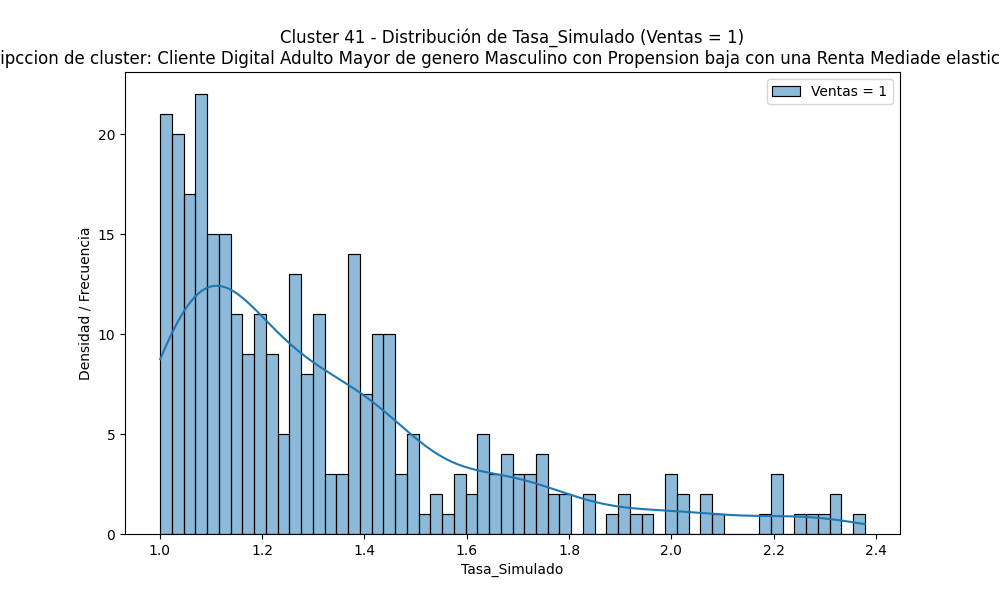 Cluster 41 - Distribución de Tasa_Simulado (Ventas = 1)
ipccion de cluster: Cliente Digital Adulto Mayor de genero Masculino con Propension baja con una Renta Mediade elastic
Ventas = 1
Densidad / Frecuencia
20
15
10
5
0
1.0 1.2 1.4 1.6 1.8 2.0 2.2 2.4
Tasa_Simulado